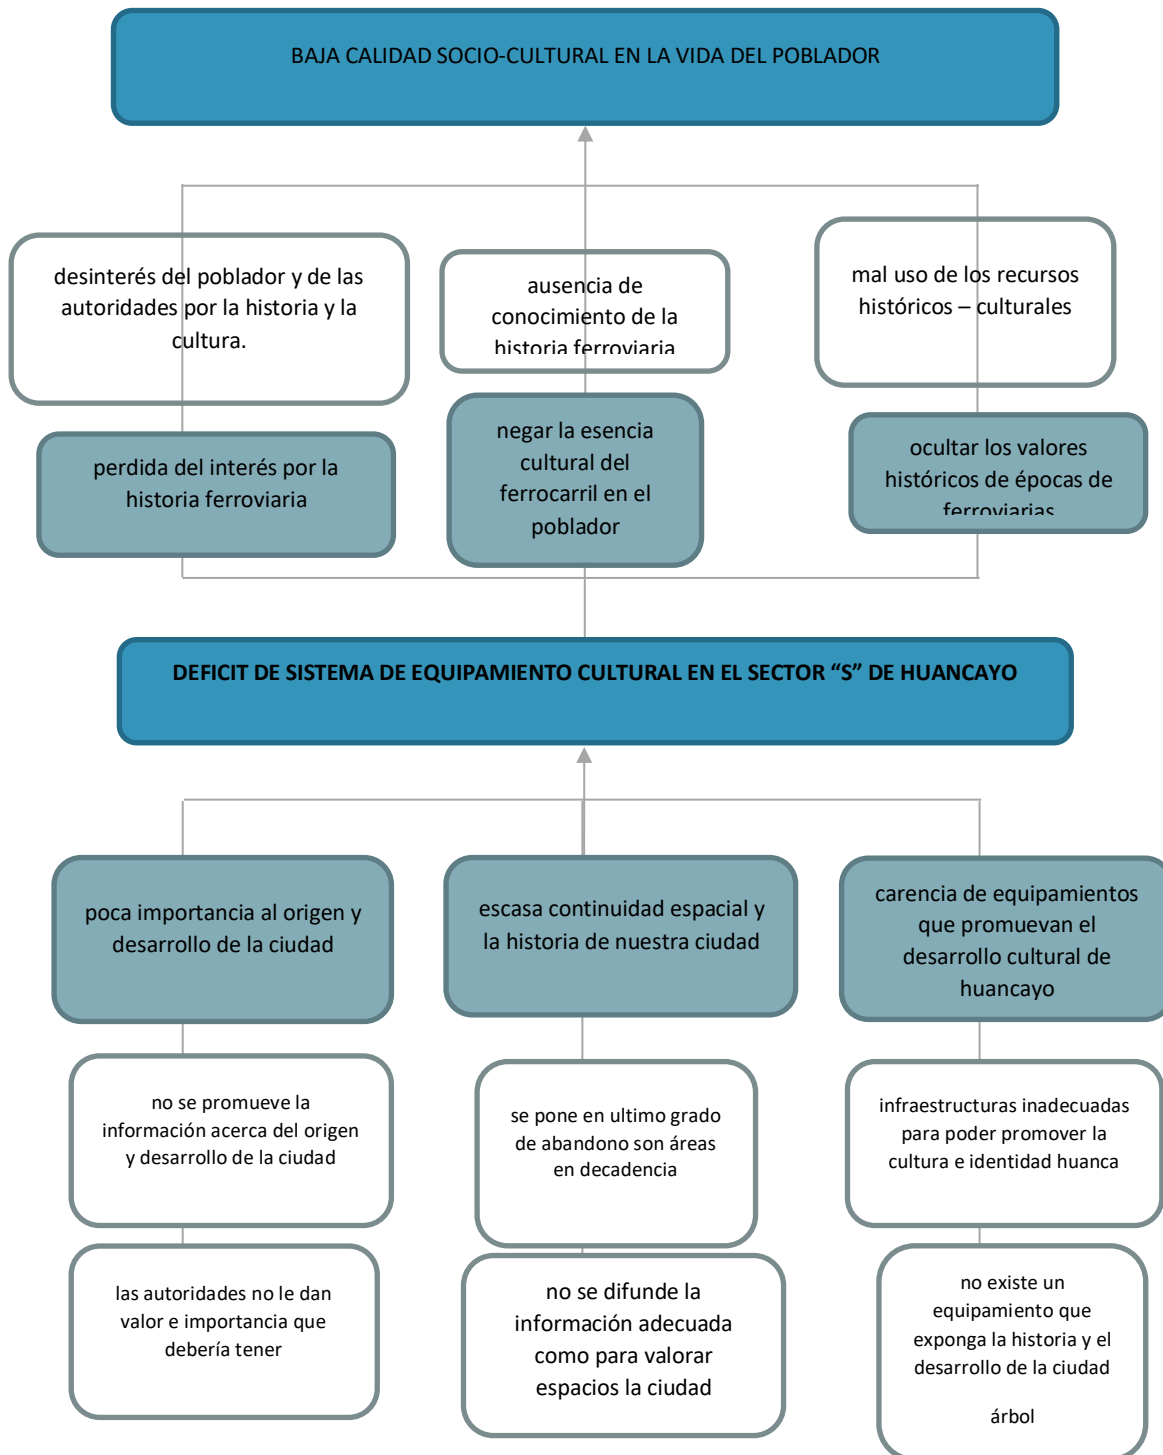 BAJA CALIDAD SOCIO-CULTURAL EN LA VIDA DEL POBLADOR
desinterés del poblador y de las
autoridades por la historia y la
cultura.
ausencia de
conocimiento de la
historia ferroviaria
mal uso de los recursos
históricos – culturales
perdida del interés por la
historia ferroviaria
negar la esencia
cultural del
ferrocarril en el
poblador
ocultar los valores
históricos de épocas de
ferroviarias
DEFICIT DE SISTEMA DE EQUIPAMIENTO CULTURAL EN EL SECTOR “S” DE HUANCAYO
poca importancia al origen y
desarrollo de la ciudad
escasa continuidad espacial y
la historia de nuestra ciudad
carencia de equipamientos
que promuevan el
desarrollo cultural de
huancayo
no se promueve la
información acerca del origen
y desarrollo de la ciudad
se pone en ultimo grado
de abandono son áreas
en decadencia
infraestructuras inadecuadas
para poder promover la
cultura e identidad huanca
las autoridades no le dan
valor e importancia que
debería tener
no se difunde la
información adecuada
como para valorar
espacios la ciudad
no existe un
equipamiento que
exponga la historia y el
desarrollo de la ciudad
árbol